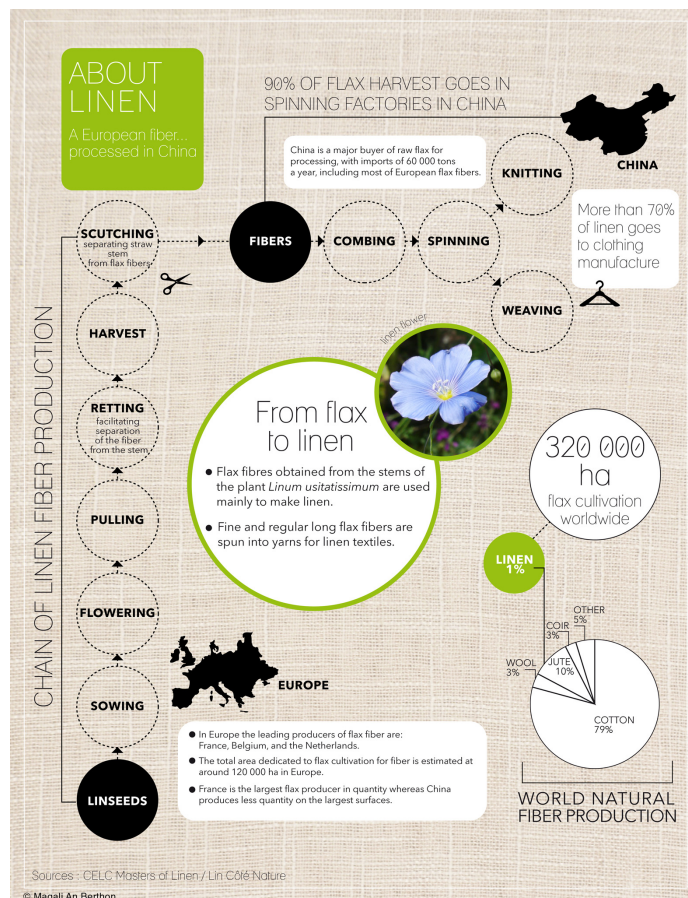 ABOUT
LINEN
A European fiber...
processed in China
90% OF FLAX HARVEST GOES IN
SPINNING FACTORIES IN CHINA
China is a major buyer of raw flax for
processing, with imports of 60 000 tons
a year, including most of European flax fibers.
CHINA
KNITTING
More than 70%
of linen goes
to clothing
manufacture
SCUTCHING
separating straw
stem
from flax fibers
FIBERS
COMBING
SPINNING
WEAVING
HARVEST
RETTING
facilitating
separation
of the fiber
from the stem
PULLING
FLOWERING
SOWING
LINSEEDS
CHAIN OF LINEN FIBER PRODUCTION
linen flower
From flax
to linen
● Flax fibres obtained from the stems of
the plant Linum usitatissimum are used
mainly to make linen.
● Fine and regular long flax fibers are
spun into yarns for linen textiles.
320 000
ha
flax cultivation
worldwide
LINEN
1%
OTHER
5%
COIR
3%
WOOL
3%
JUTE
10%
COTTON
79%
WORLD NATURAL
FIBER PRODUCTION
EUROPE
● In Europe the leading producers of flax fiber are:
France, Belgium, and the Netherlands.
● The total area dedicated to flax cultivation for fiber is estimated at
around 120 000 ha in Europe.
● France is the largest flax producer in quantity whereas China
produces less quantity on the largest surfaces.
Sources : CELC Masters of Linen / Lin Côté Nature
© Magali An Berthon